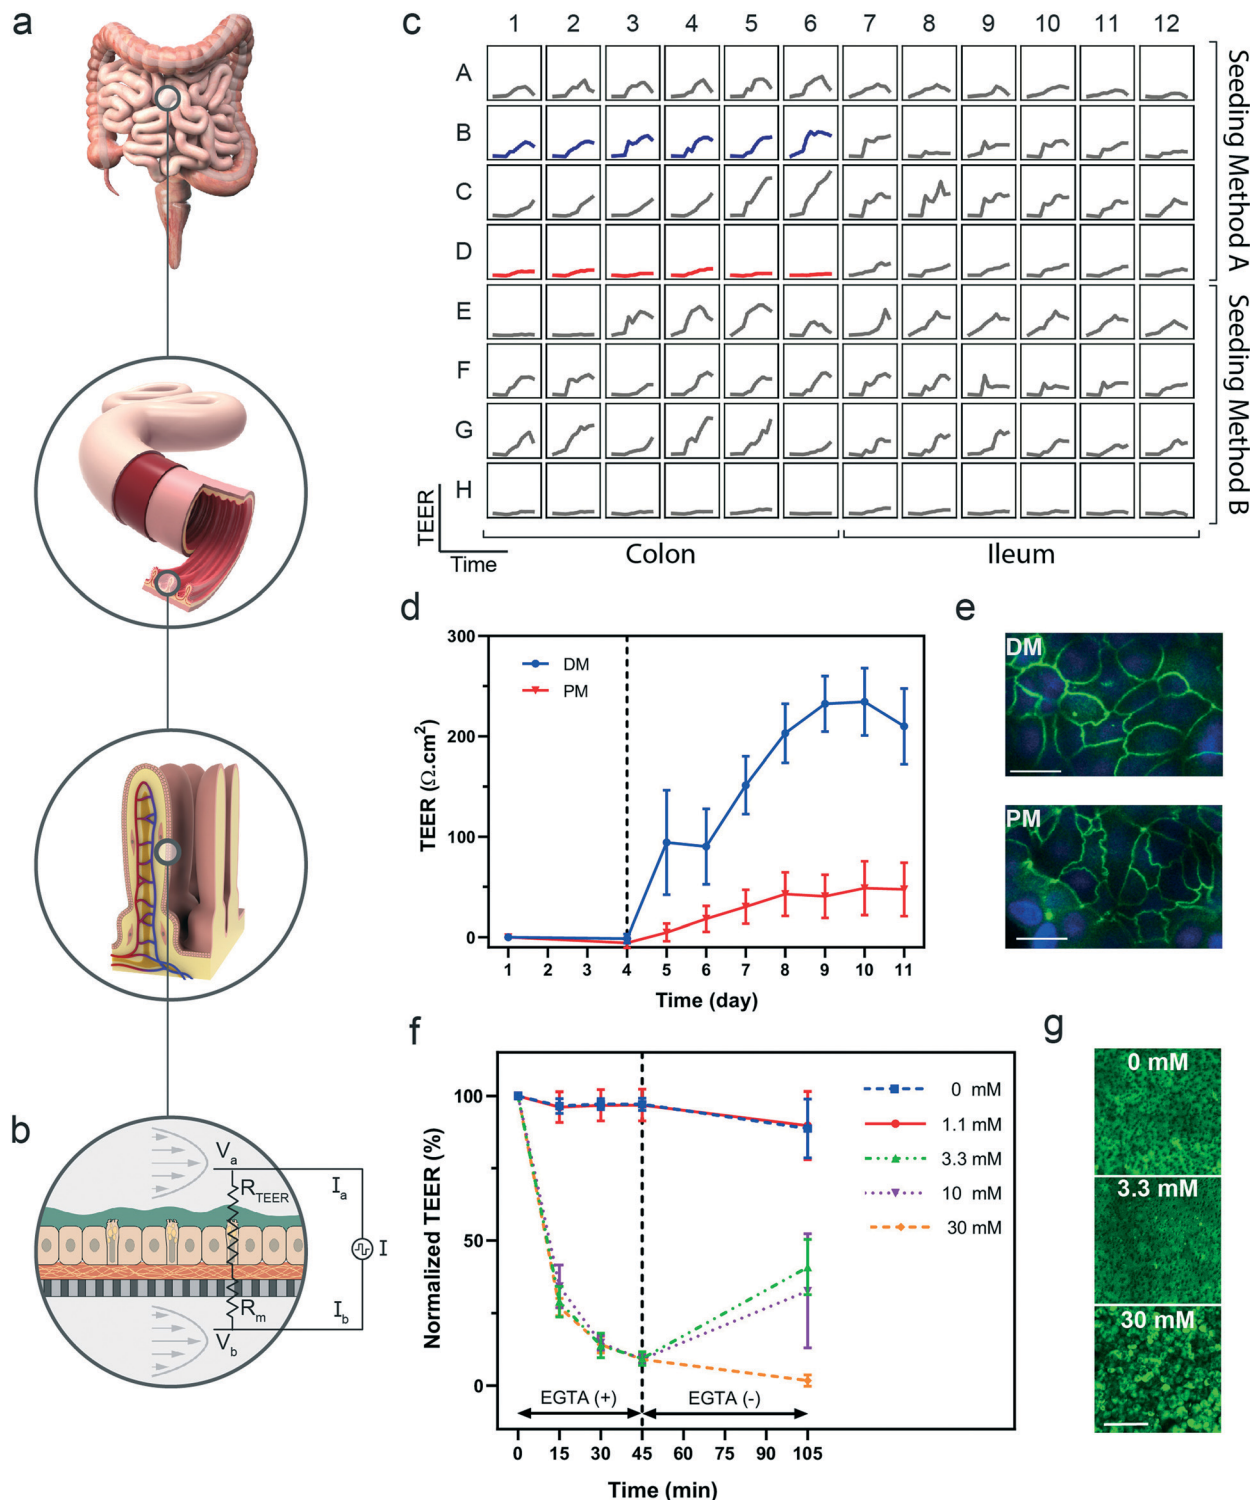 a
c
1 2 3 4 5 6 7 8 9 10 11 12
A
B
C
D
E
F
G
H
Seeding Method A
Seeding Method B
TEER
Time
Colon
Ileum
d
300
200
100
0
TEER (Ω.cm²)
DM
PM
1 2 3 4 5 6 7 8 9 10 11
Time (day)
e
DM
PM
b
Va
RTEER
Ia
I
Rm
Ib
Vb
f
100
50
0
Normalized TEER (%)
0 mM
1.1 mM
3.3 mM
10 mM
30 mM
EGTA (+)
EGTA (-)
0 15 30 45 60 75 90 105
Time (min)
g
0 mM
3.3 mM
30 mM